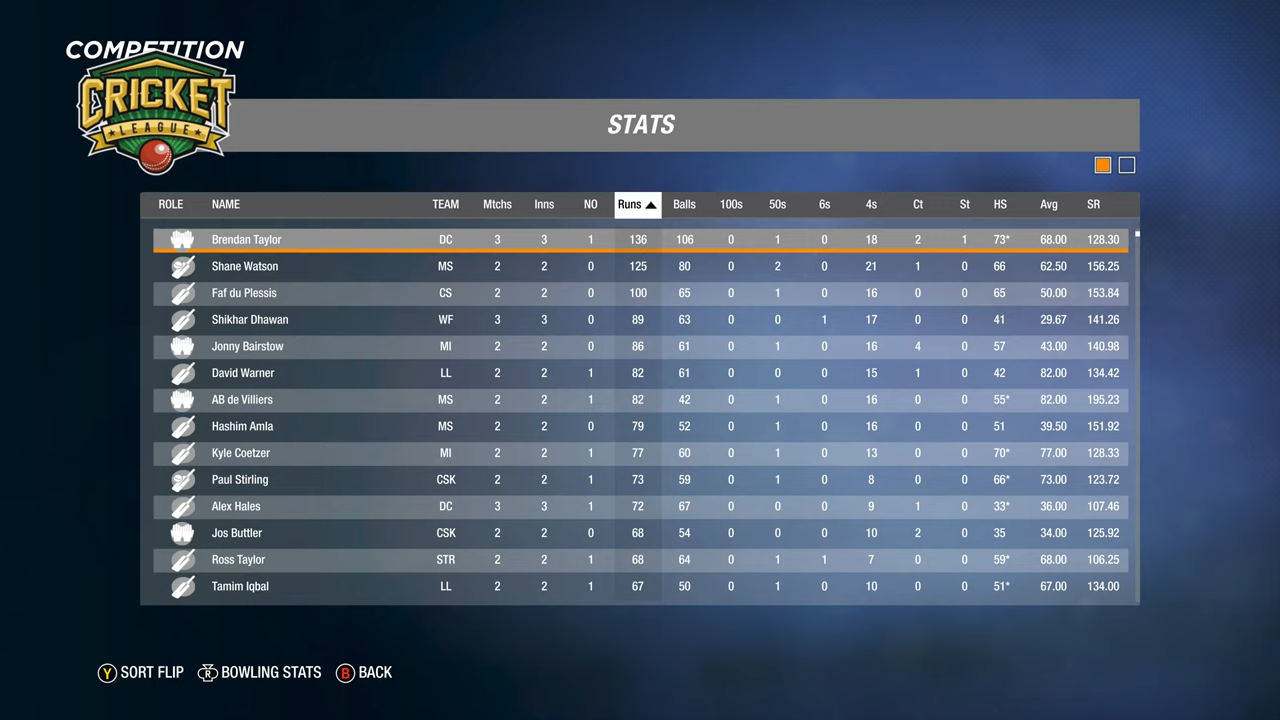 COMPETITION
CRICKET
LEAGUE
STATS
ROLE NAME TEAM Mtchs Inns NO Runs Balls 100s 50s 6s 4s Ct St HS Avg SR
Brendan Taylor DC 3 3 1 136 106 0 1 0 18 2 1 73* 68.00 128.30
Shane Watson MS 2 2 0 125 80 0 2 0 21 1 0 66 62.50 156.25
Faf du Plessis CS 2 2 0 100 65 0 1 0 16 0 0 65 50.00 153.84
Shikhar Dhawan WF 3 3 0 89 63 0 0 1 17 0 0 41 29.67 141.26
Jonny Bairstow MI 2 2 0 86 61 0 1 0 16 4 0 57 43.00 140.98
David Warner LL 2 2 1 82 61 0 0 0 15 1 0 42 82.00 134.42
AB de Villiers MS 2 2 1 82 42 0 1 0 16 0 0 55* 82.00 195.23
Hashim Amla MS 2 2 0 79 52 0 1 0 16 0 0 51 39.50 151.92
Kyle Coetzer MI 2 2 1 77 60 0 1 0 13 0 0 70* 77.00 128.33
Paul Stirling CSK 2 2 1 73 59 0 1 0 8 0 0 66* 73.00 123.72
Alex Hales DC 3 3 1 72 67 0 0 0 9 1 0 33* 36.00 107.46
Jos Buttler CSK 2 2 0 68 54 0 0 0 10 2 0 35 34.00 125.92
Ross Taylor STR 2 2 1 68 64 0 1 1 7 0 0 59* 68.00 106.25
Tamim Iqbal LL 2 2 1 67 50 0 1 0 10 0 0 51* 67.00 134.00
Y SORT FLIP R BOWLING STATS B BACK